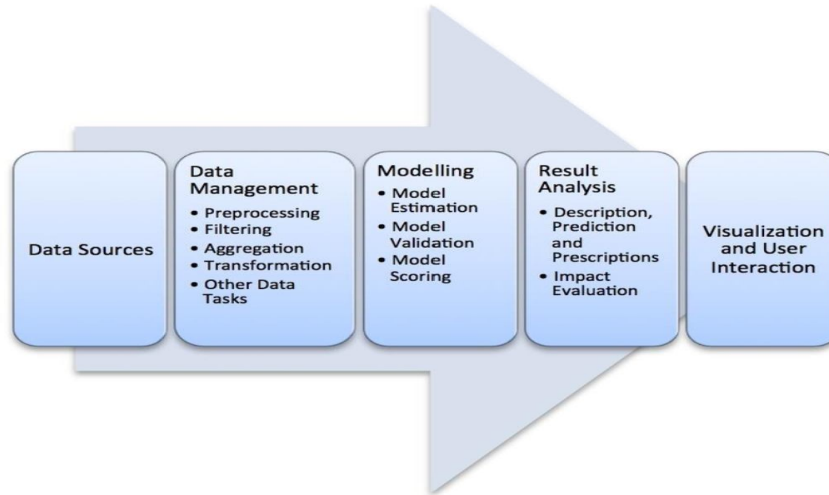 Data Sources
Data
Management
• Preprocessing
• Filtering
• Aggregation
• Transformation
• Other Data
Tasks
Modelling
• Model
Estimation
• Model
Validation
• Model
Scoring
Result
Analysis
• Description,
Prediction
and
Prescriptions
• Impact
Evaluation
Visualization
and User
Interaction